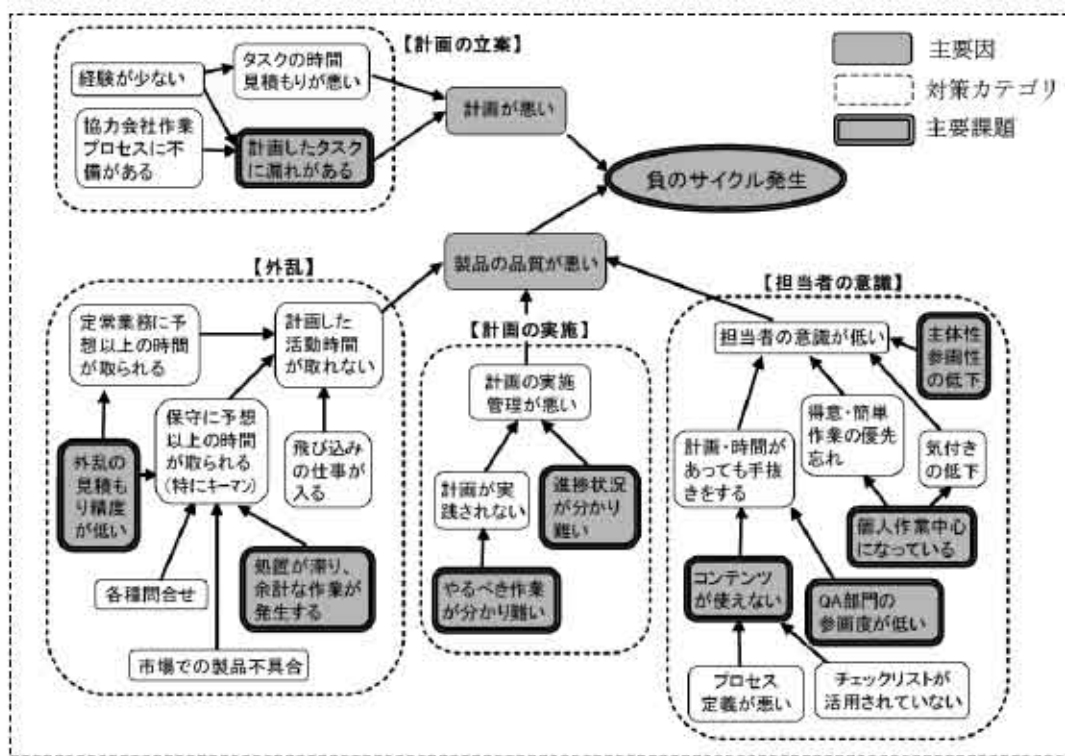 【計画の立案】
経験が少ない
タスクの時間
見積もりが悪い
協力会社作業
プロセスに不
備がある
計画したタスク
に漏れがある
計画が悪い
主要因
対策カテゴリ
主要課題
負のサイクル発生
製品の品質が悪い
【外乱】
定常業務に予
想以上の時間
が取られる
計画した
活動時間
が取れない
保守に予想
以上の時間
が取られる
(特にキーマン)
飛び込み
の仕事が
入る
外乱の
見積も
り精度
が低い
各種問合せ
処置が滞り、
余計な作業が
発生する
市場での製品不具合
【計画の実施】
計画の実施
管理が悪い
計画が実
践されない
進捗状況
が分かり
難い
やるべき作業
が分かり難い
【担当者の意識】
担当者の意識が低い
主体性
参画性
の低下
計画・時間が
あっても手抜
きをする
得意・簡単
作業の優先
忘れ
気付き
の低下
個人作業中心
になっている
コンテンツ
が使えない
QA部門の
参画度が低い
プロセス
定義が悪い
チェックリストが
活用されていない